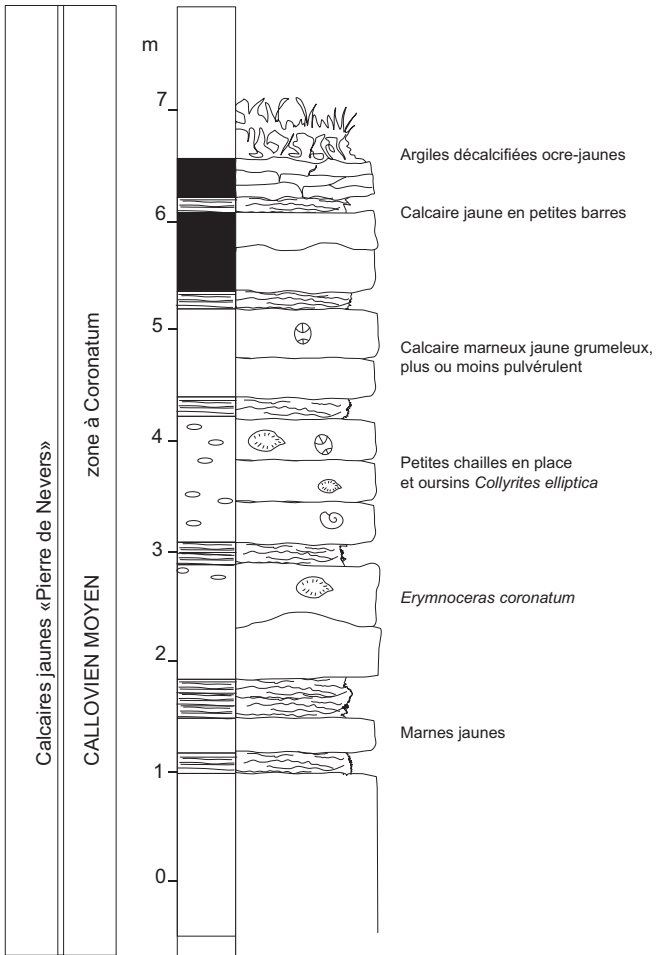 m
7
6
5
4
3
2
1
0
Calcaires jaunes «Pierre de Nevers»
CALLOVIEN MOYEN
zone à Coronatum
Argiles décalcifiées ocre-jaunes
Calcaire jaune en petites barres
Calcaire marneux jaune grumeleux,
plus ou moins pulvérulent
Petites chailles en place
et oursins Collyrites elliptica
Erymnoceras coronatum
Marnes jaunes